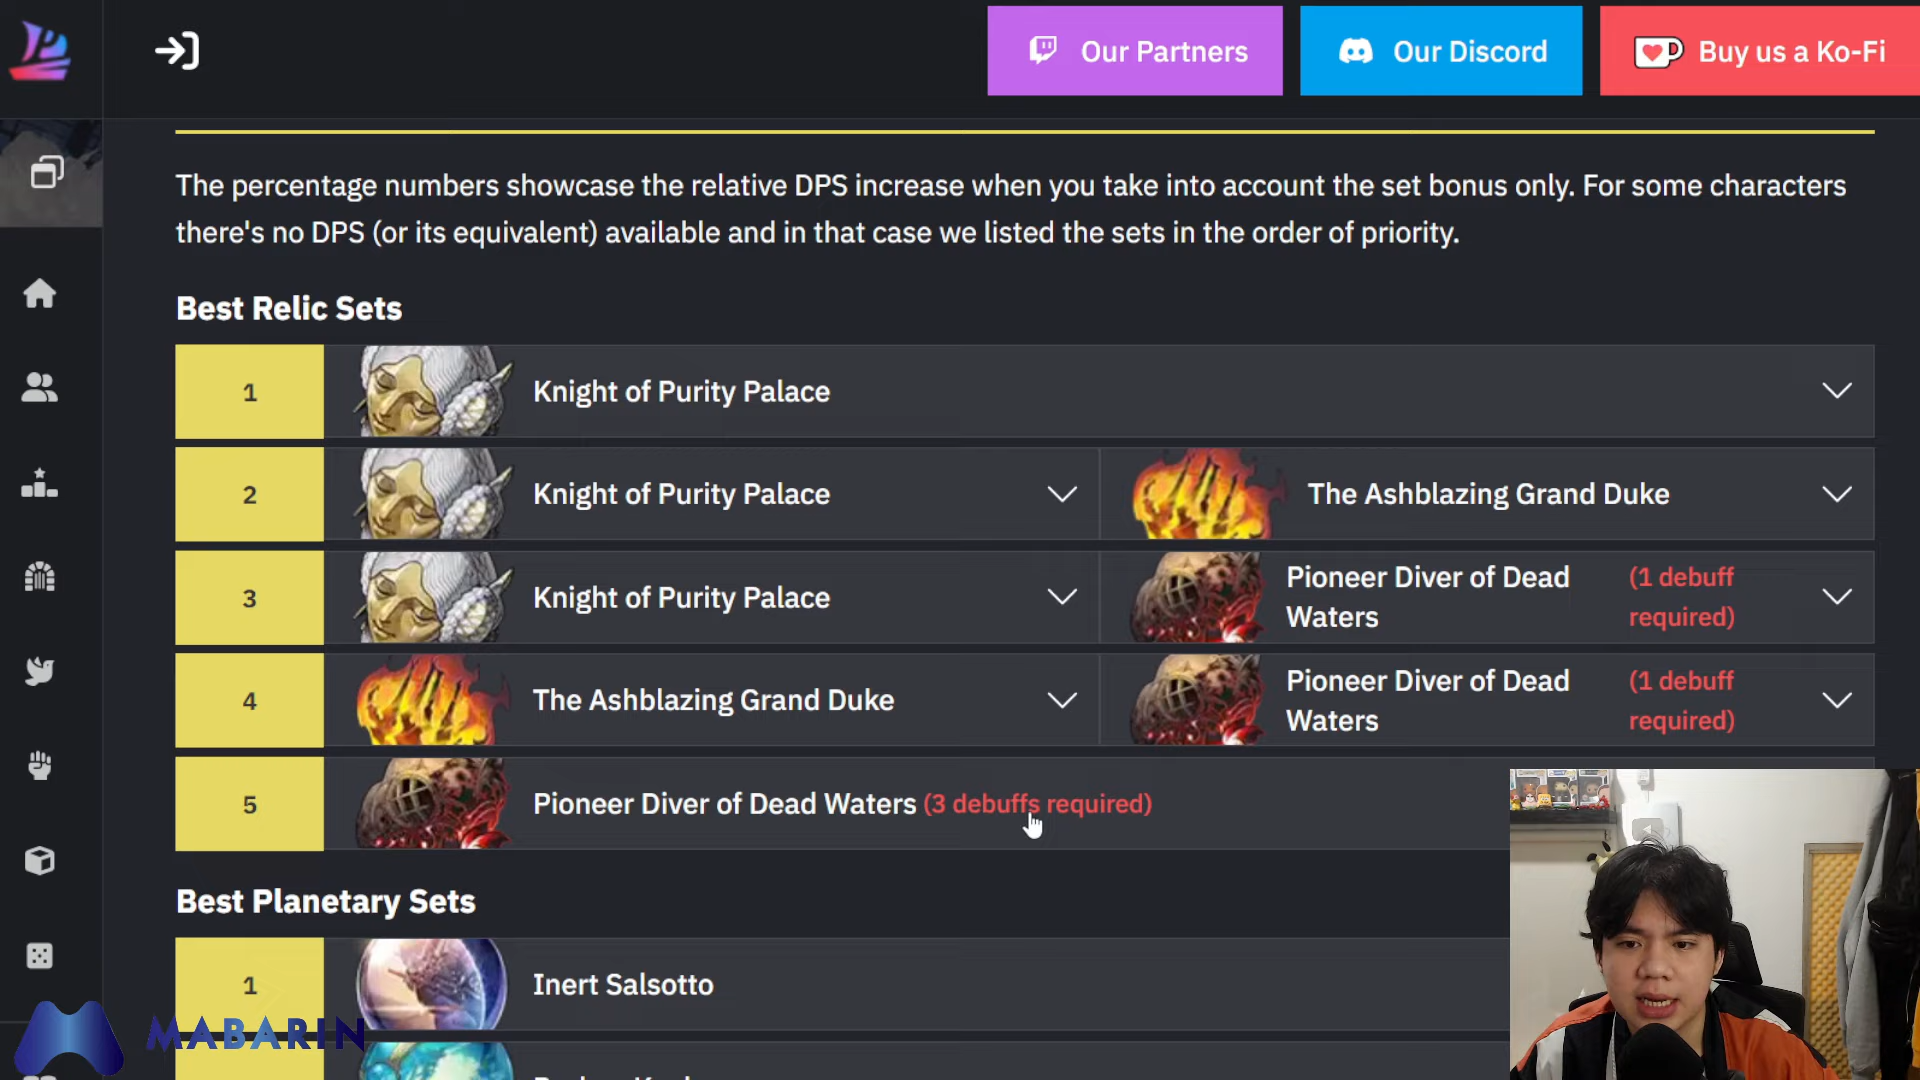 Our Partners
Our Discord
Buy us a Ko-Fi
The percentage numbers showcase the relative DPS increase when you take into account the set bonus only. For some characters
there's no DPS (or its equivalent) available and in that case we listed the sets in the order of priority.
Best Relic Sets
1 Knight of Purity Palace
2 Knight of Purity Palace The Ashblazing Grand Duke
3 Knight of Purity Palace Pioneer Diver of Dead Waters (1 debuff required)
4 The Ashblazing Grand Duke Pioneer Diver of Dead Waters (1 debuff required)
5 Pioneer Diver of Dead Waters (3 debuffs required)
Best Planetary Sets
1 Inert Salsotto
MABARIN